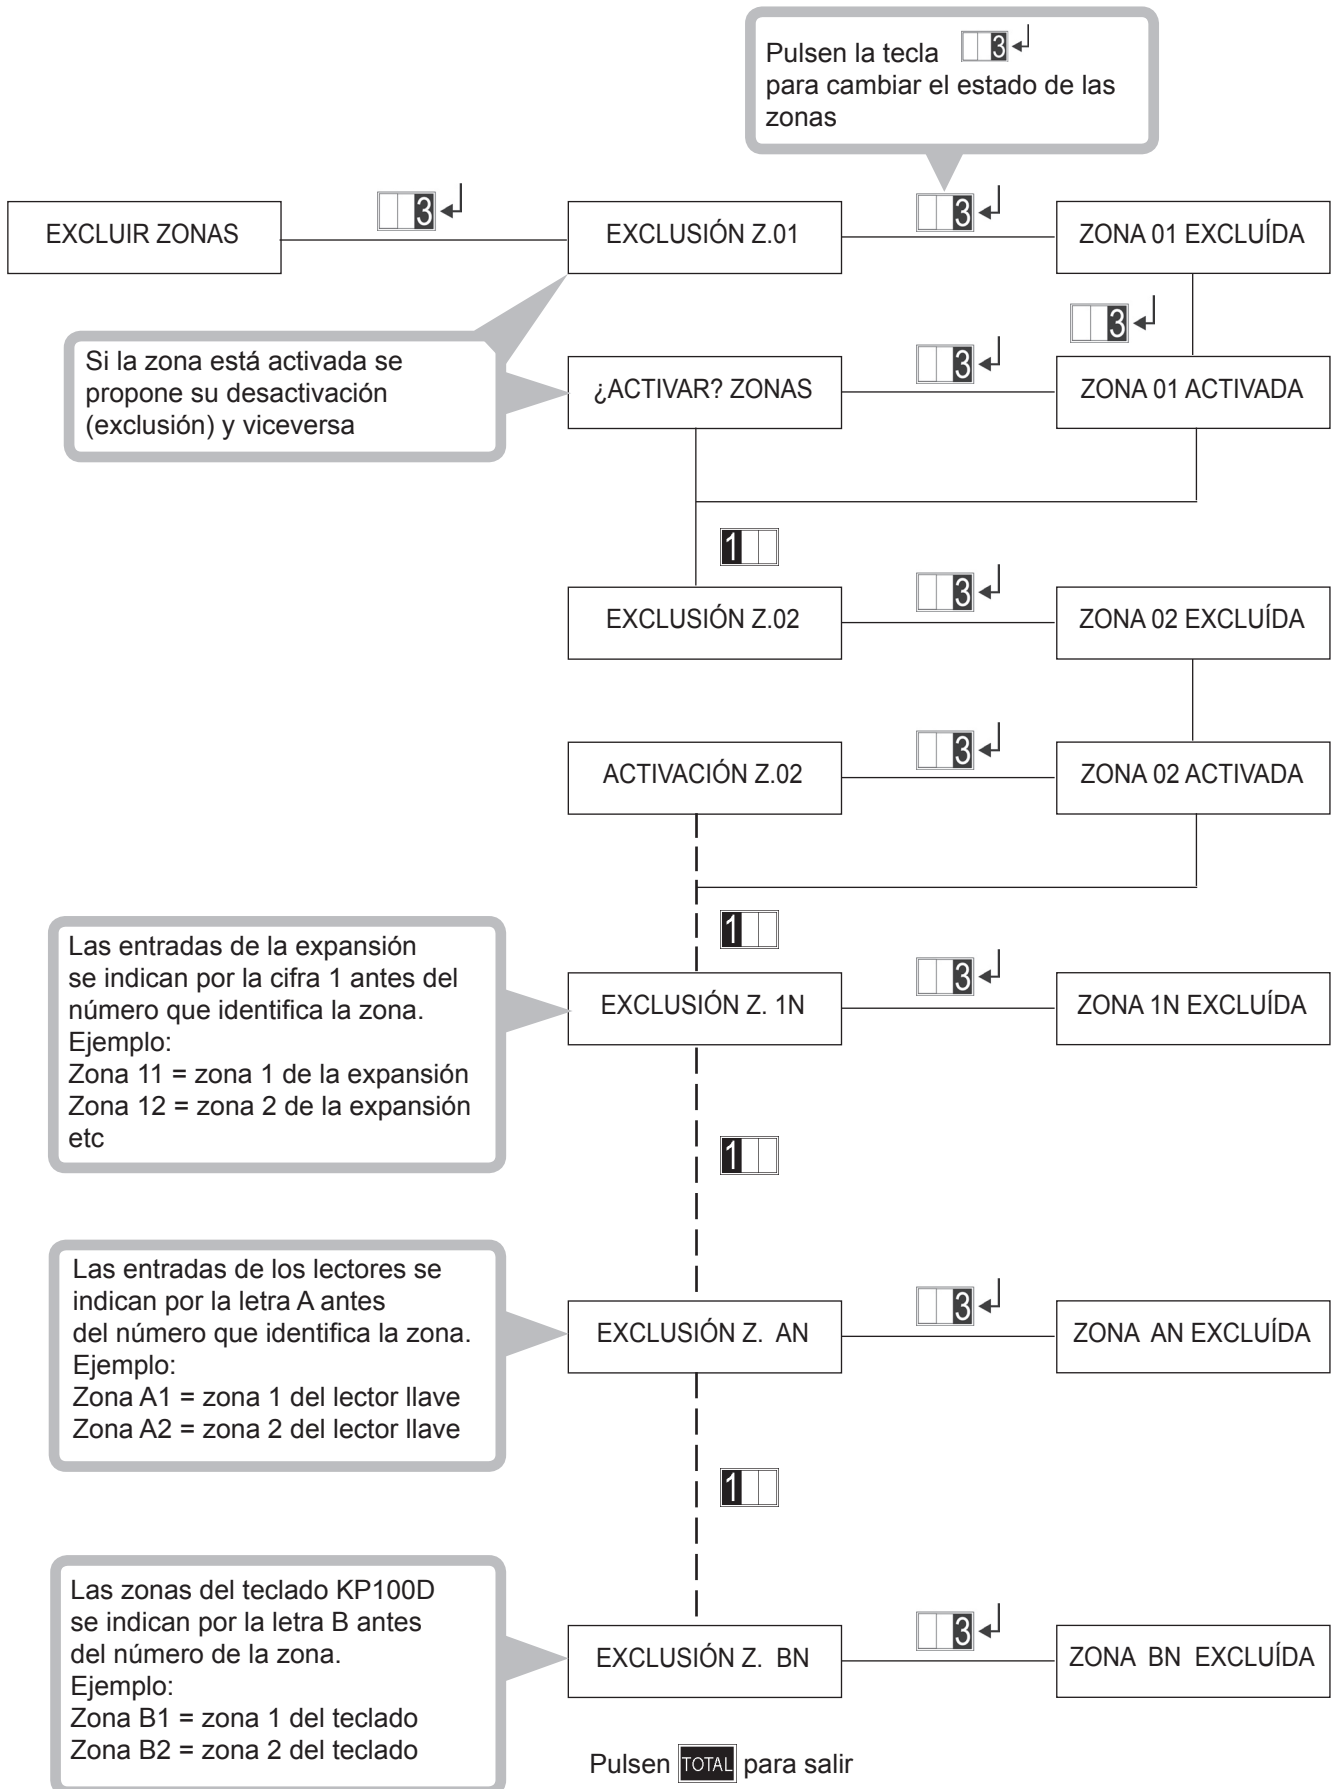 Pulsen la tecla 3
para cambiar el estado de las
zonas
3
3
EXCLUIR ZONAS
EXCLUSIÓN Z.01
ZONA 01 EXCLUÍDA
3
Si la zona está activada se
propone su desactivación
(exclusión) y viceversa
3
¿ACTIVAR? ZONAS
ZONA 01 ACTIVADA
1
3
EXCLUSIÓN Z.02
ZONA 02 EXCLUÍDA
3
ACTIVACIÓN Z.02
ZONA 02 ACTIVADA
1
Las entradas de la expansión
se indican por la cifra 1 antes del
número que identifica la zona.
Ejemplo:
Zona 11 = zona 1 de la expansión
Zona 12 = zona 2 de la expansión
etc
3
EXCLUSIÓN Z. 1N
ZONA 1N EXCLUÍDA
1
Las entradas de los lectores se
indican por la letra A antes
del número que identifica la zona.
Ejemplo:
Zona A1 = zona 1 del lector llave
Zona A2 = zona 2 del lector llave
3
EXCLUSIÓN Z. AN
ZONA AN EXCLUÍDA
1
Las zonas del teclado KP100D
se indican por la letra B antes
del número de la zona.
Ejemplo:
Zona B1 = zona 1 del teclado
Zona B2 = zona 2 del teclado
3
EXCLUSIÓN Z. BN
ZONA BN EXCLUÍDA
Pulsen TOTAL para salir